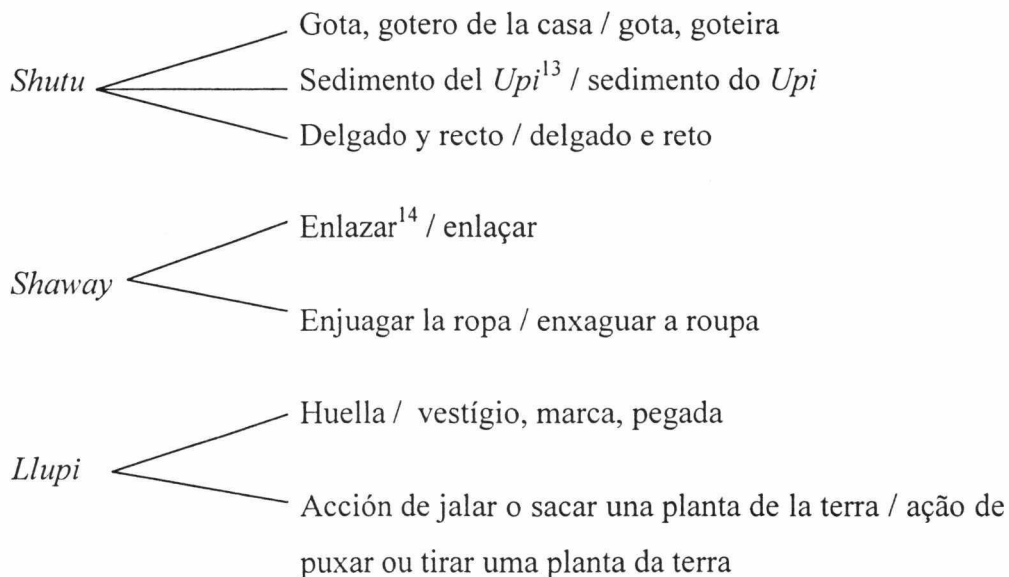 Gota, gotero de la casa / gota, goteira
Shutu
Sedimento del Upi¹³ / sedimento do Upi
Delgado y recto / delgado e reto
Enlazar¹⁴ / enlaçar
Shaway
Enjuagar la ropa / enxaguar a roupa
Huella / vestígio, marca, pegada
Llupi
Acción de jalar o sacar una planta de la terra / ação de
puxar ou tirar uma planta da terra